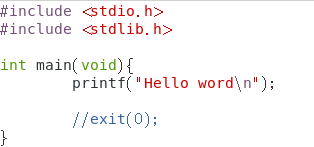 #include <stdio.h>
#include <stdlib.h>

int main(void){
        printf("Hello word\n");

        //exit(0);
}